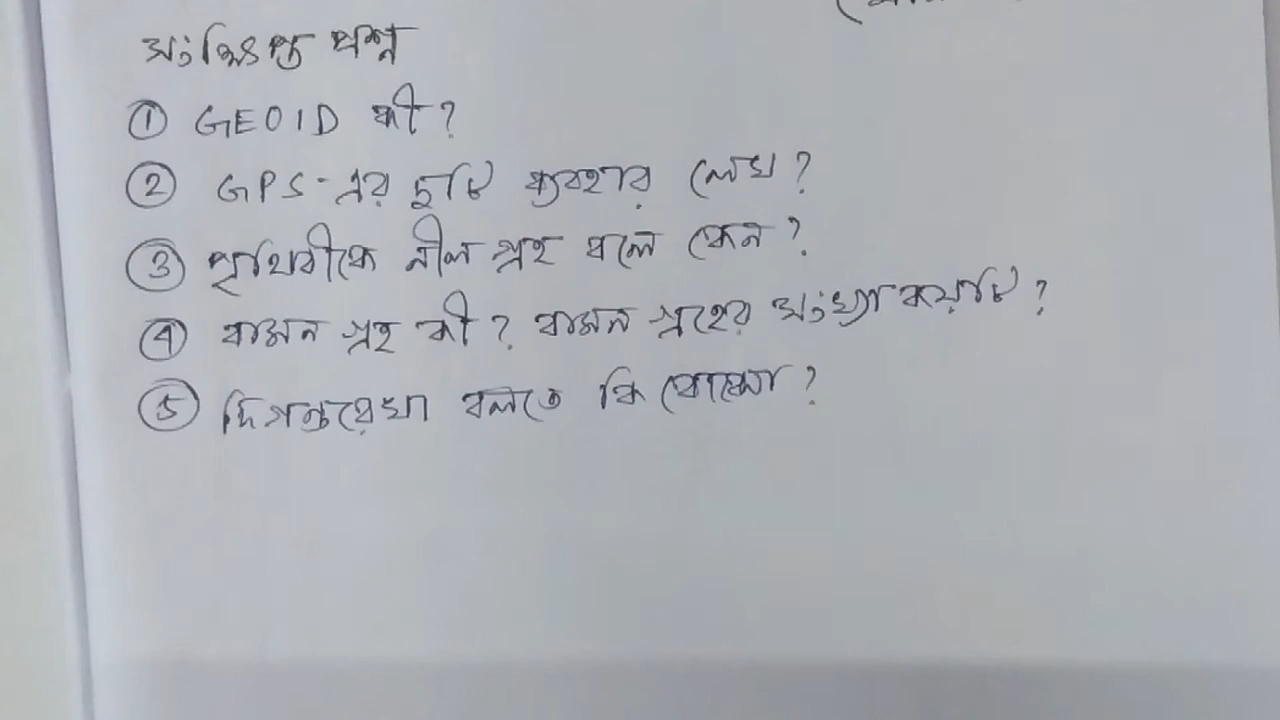 সংক্ষিপ্ত প্রশ্ন
① GEOID কী?
② GPS-এর দুটি ব্যবহার লেখ?
③ পৃথিবীকে নীল গ্রহ বলে কেন?
④ বামন গ্রহ কী? বামন গ্রহের সংখ্যা কয়টি?
⑤ দিগন্তরেখা বলতে কি বোঝো?